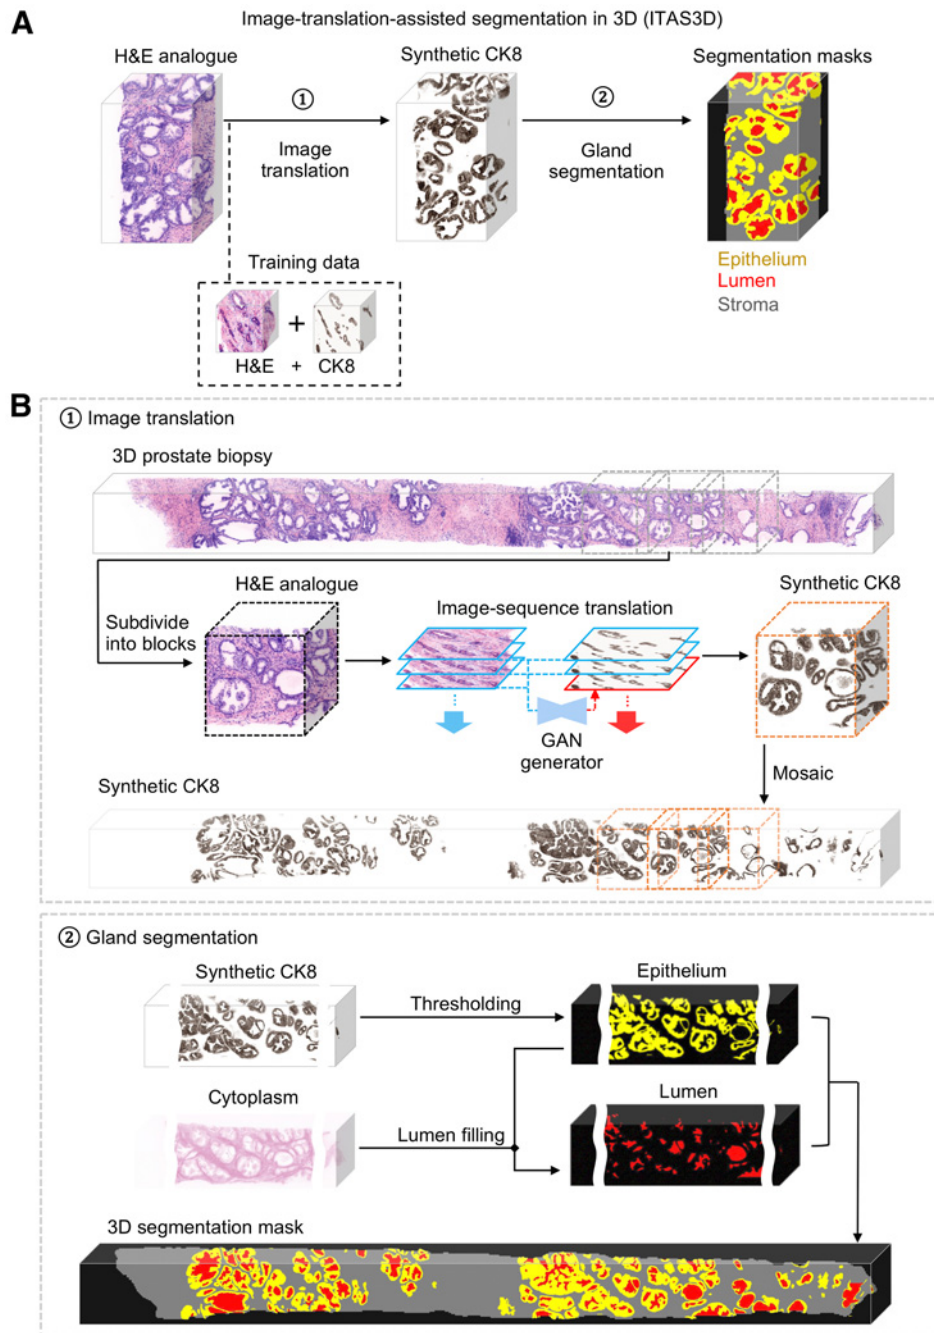 A
Image-translation-assisted segmentation in 3D (ITAS3D)
H&E analogue
Synthetic CK8
Segmentation masks
①
Image
translation
②
Gland
segmentation
Epithelium
Lumen
Stroma
Training data
+
H&E + CK8
B
① Image translation
3D prostate biopsy
H&E analogue
Synthetic CK8
Subdivide
into blocks
Image-sequence translation
GAN
generator
Mosaic
Synthetic CK8
② Gland segmentation
Synthetic CK8
Thresholding
Epithelium
Cytoplasm
Lumen filling
Lumen
3D segmentation mask